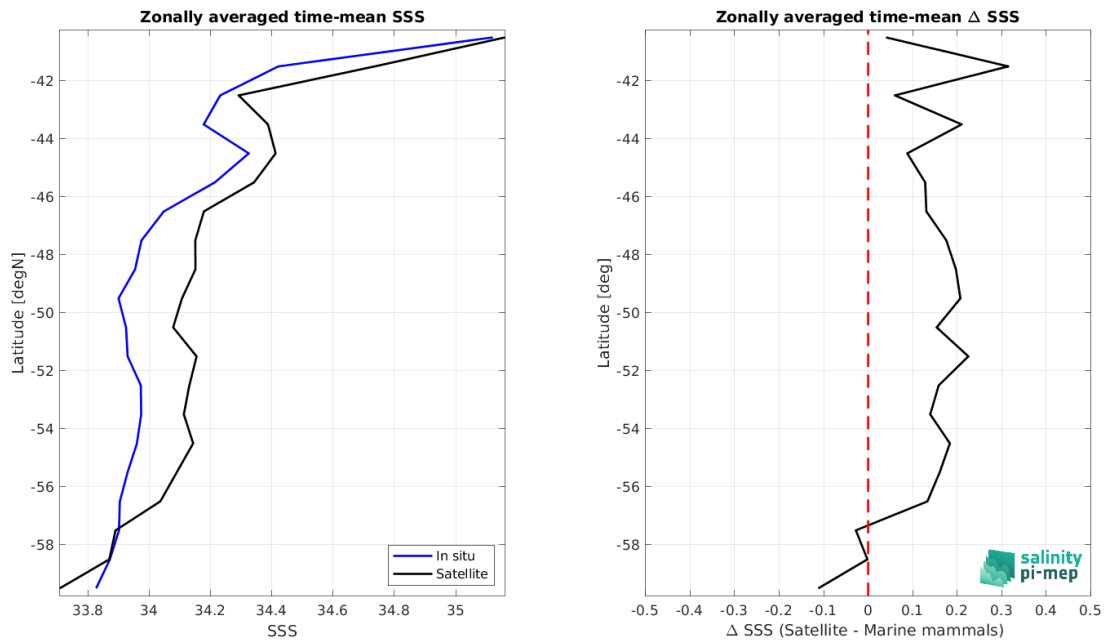 Zonally averaged time-mean SSS
Latitude [degN]
-42
-44
-46
-48
-50
-52
-54
-56
-58
33.8 34 34.2 34.4 34.6 34.8 35
SSS
In situ
Satellite
Zonally averaged time-mean Δ SSS
Latitude [deg]
-42
-44
-46
-48
-50
-52
-54
-56
-58
-0.5 -0.4 -0.3 -0.2 -0.1 0 0.1 0.2 0.3 0.4 0.5
Δ SSS (Satellite - Marine mammals)
salinity
pi-mep